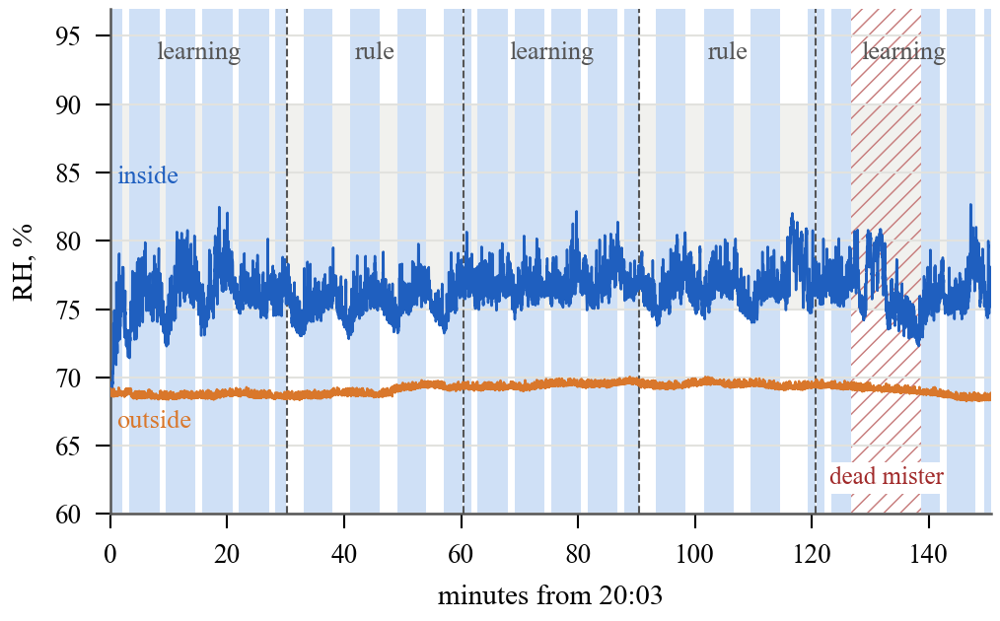 learning rule learning rule learning
inside
outside
dead mister
RH, %
95
90
85
80
75
70
65
60
0 20 40 60 80 100 120 140
minutes from 20:03